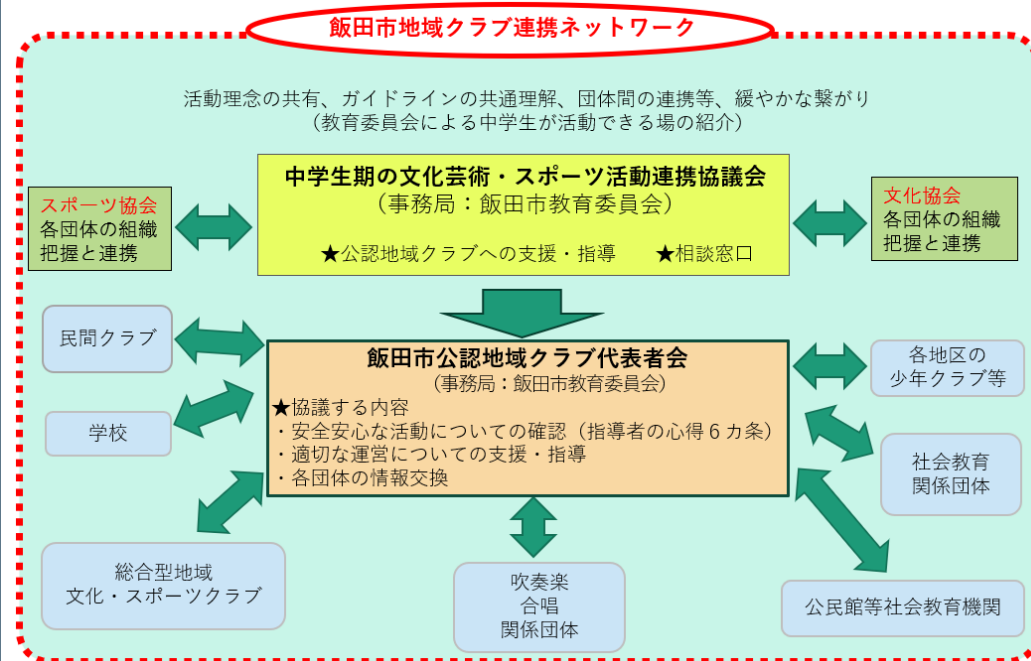 飯田市地域クラブ連携ネットワーク
活動理念の共有、ガイドラインの共通理解、団体間の連携等、緩やかな繋がり
（教育委員会による中学生が活動できる場の紹介）
中学生期の文化芸術・スポーツ活動連携協議会
（事務局：飯田市教育委員会）
★公認地域クラブへの支援・指導　　★相談窓口
スポーツ協会
各団体の組織
把握と連携
文化協会
各団体の組織
把握と連携
飯田市公認地域クラブ代表者会
（事務局：飯田市教育委員会）
★協議する内容
・安全安心な活動についての確認（指導者の心得６カ条）
・適切な運営についての支援・指導
・各団体の情報交換
民間クラブ
学校
総合型地域
文化・スポーツクラブ
吹奏楽
合唱
関係団体
各地区の
少年クラブ等
社会教育
関係団体
公民館等社会教育機関